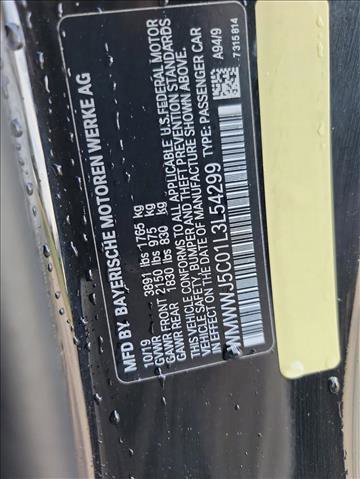 MFD BY BAYERISCHE MOTOREN WERKE AG
10/19
GVWR 3891 lbs 1765 kg
GAWR FRONT 2150 lbs 975 kg
GAWR REAR 1830 lbs 830 kg
THIS VEHICLE CONFORMS TO ALL APPLICABLE U.S. FEDERAL MOTOR
VEHICLE SAFETY, BUMPER AND THEFT PREVENTION STANDARDS
IN EFFECT ON THE DATE OF MANUFACTURE SHOWN ABOVE.
WMWWJ5C01L3L54299 TYPE: PASSENGER CAR
A94/9
7315814